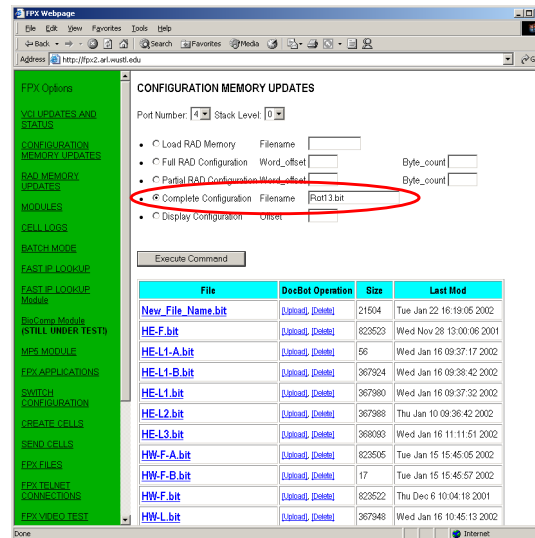 FPX Webpage
File Edit View Favorites Tools Help
Back Search Favorites Media
Address http://fpx2.arl.wustl.edu
FPX Options
VCI UPDATES AND
STATUS
CONFIGURATION
MEMORY UPDATES
RAD MEMORY
UPDATES
MODULES
CELL LOGS
BATCH MODE
FAST IP LOOKUP
FAST IP LOOKUP
Module
BioComp Module
(STILL UNDER TEST!)
MP5 MODULE
FPX APPLICATIONS
SWITCH
CONFIGURATION
CREATE CELLS
SEND CELLS
FPX FILES
FPX TELNET
CONNECTIONS
FPX VIDEO TEST
CONFIGURATION MEMORY UPDATES
Port Number: 4 Stack Level: 0
Load RAD Memory Filename
Full RAD Configuration Word_offset Byte_count
Partial RAD Configuration Word_offset Byte_count
Complete Configuration Filename Rot13.bit
Display Configuration Offset
Execute Command
File DocBot Operation Size Last Mod
New_File_Name.bit [Upload], [Delete] 21504 Tue Jan 22 16:19:05 2002
HE-F.bit [Upload], [Delete] 823523 Wed Nov 28 13:00:06 2001
HE-L1-A.bit [Upload], [Delete] 56 Wed Jan 16 09:37:17 2002
HE-L1-B.bit [Upload], [Delete] 367924 Wed Jan 16 09:38:42 2002
HE-L1.bit [Upload], [Delete] 367980 Wed Jan 16 09:37:32 2002
HE-L2.bit [Upload], [Delete] 367988 Thu Jan 10 09:36:42 2002
HE-L3.bit [Upload], [Delete] 368093 Wed Jan 16 11:11:51 2002
HW-F-A.bit [Upload], [Delete] 823505 Tue Jan 15 15:45:05 2002
HW-F-B.bit [Upload], [Delete] 17 Tue Jan 15 15:45:57 2002
HW-F.bit [Upload], [Delete] 823522 Thu Dec 6 10:04:18 2001
HW-L.bit [Upload], [Delete] 367948 Wed Jan 16 10:45:13 2002
Done Internet